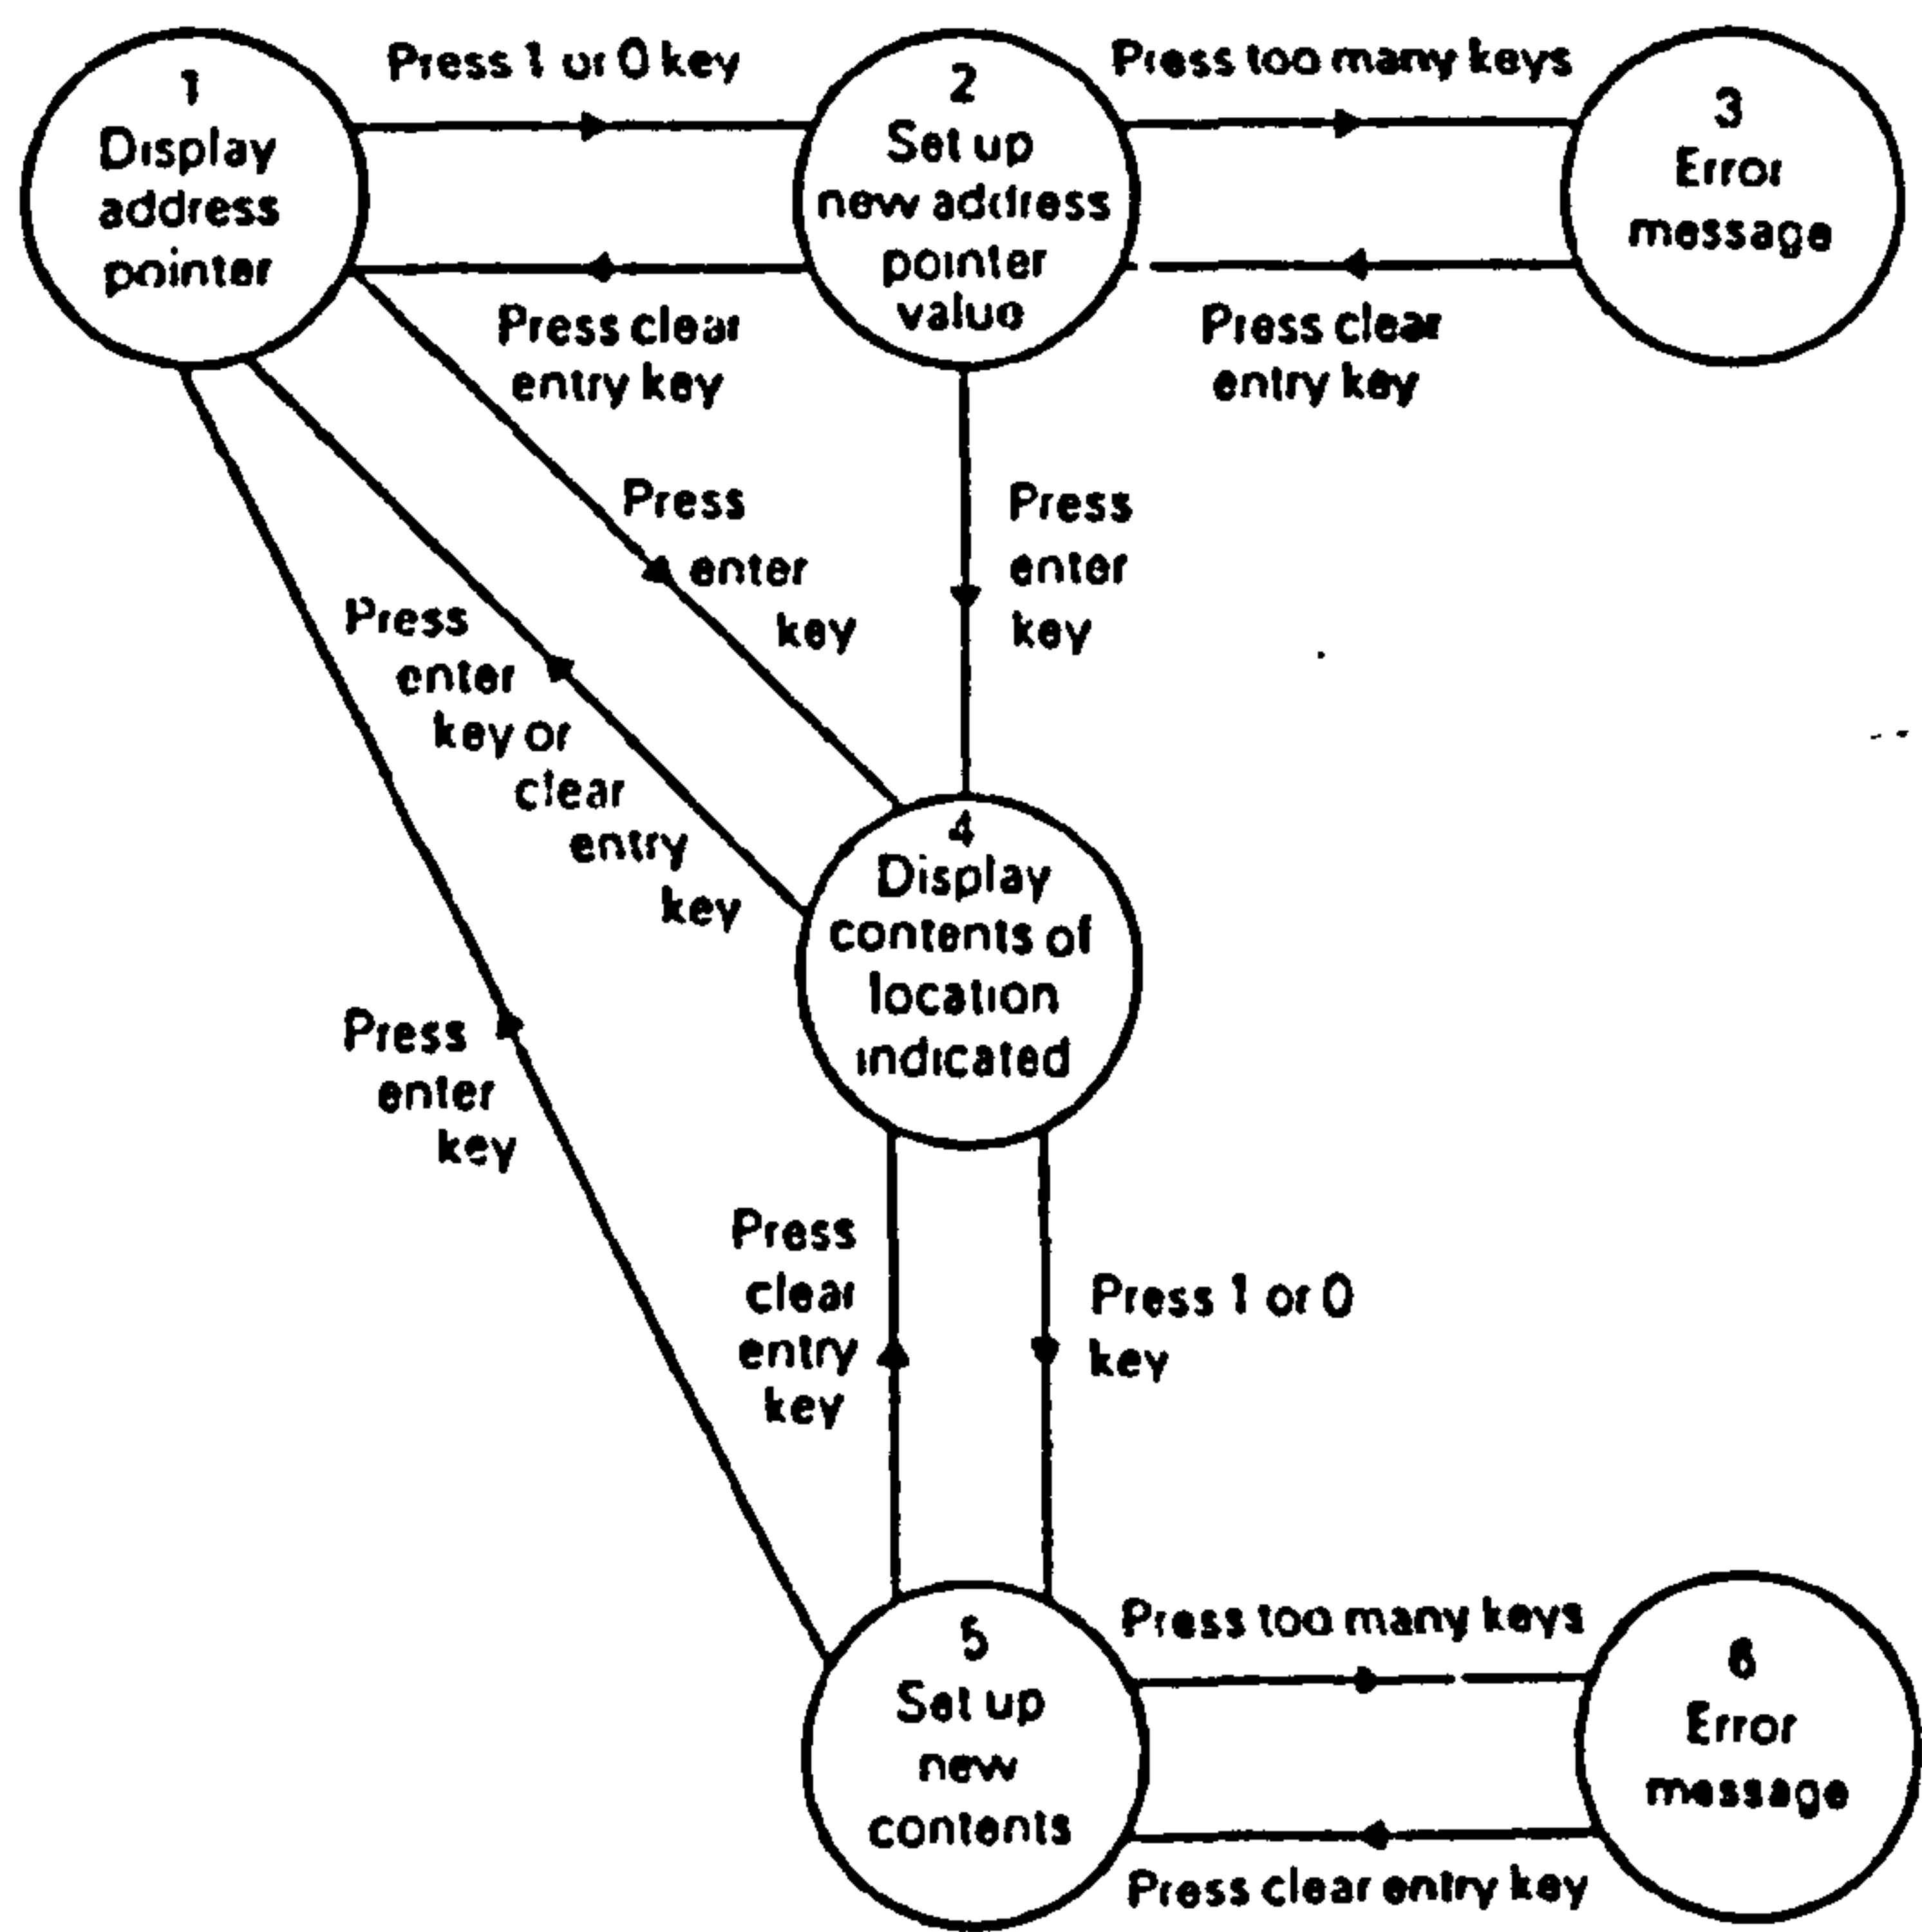 1
Display
address
pointer
Press 1 or 0 key
2
Set up
new address
pointer
value
Press too many keys
3
Error
message
Press clear
entry key
Press clear
entry key
Press
enter
key
Press
enter
key
Press
enter
key or
clear
entry
key
4
Display
contents of
location
indicated
Press
enter
key
Press
clear
entry
key
Press 1 or 0
key
5
Set up
new
contents
Press too many keys
6
Error
message
Press clear entry key